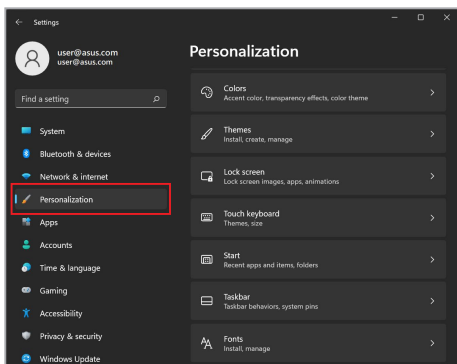 Settings
user@asus.com
user@asus.com
Find a setting
System
Bluetooth & devices
Network & internet
Personalization
Apps
Accounts
Time & language
Gaming
Accessibility
Privacy & security
Windows Update
Personalization
Colors
Accent color, transparency effects, color theme
Themes
Install, create, manage
Lock screen
Lock screen images, apps, animations
Touch keyboard
Themes, size
Start
Recent apps and items, folders
Taskbar
Taskbar behaviors, system pins
Fonts
Install, manage